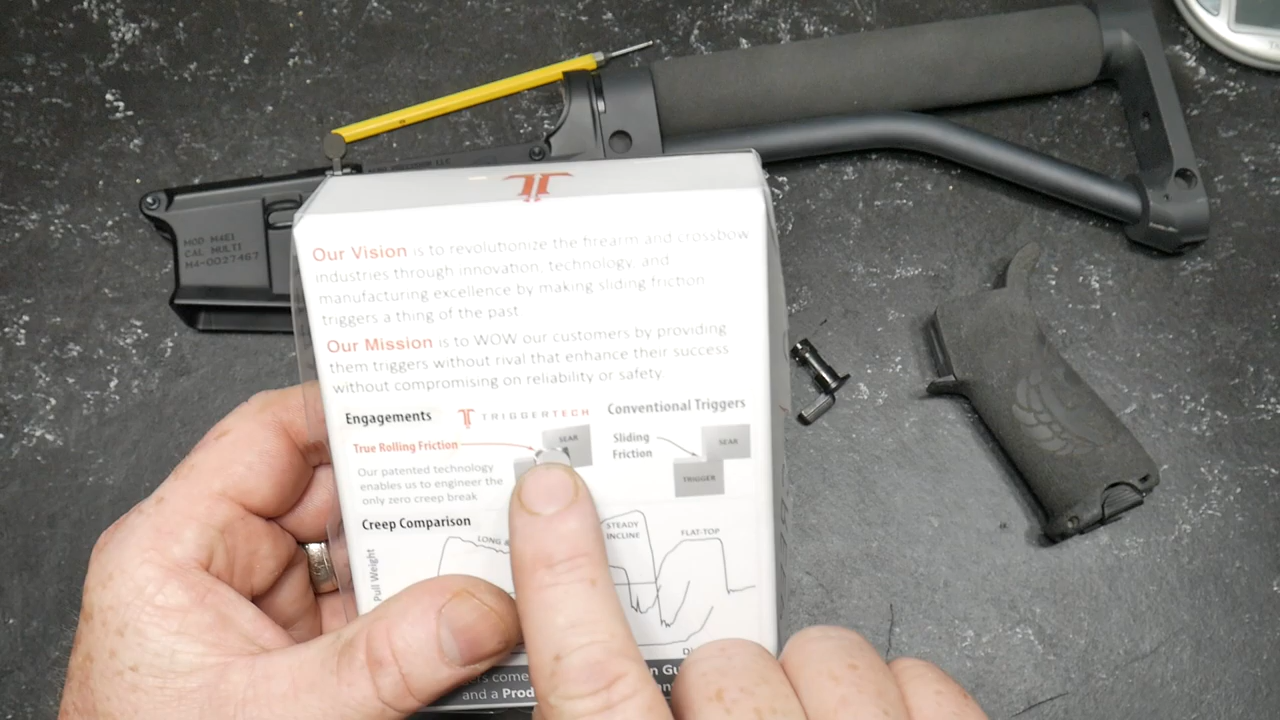 MOD M4E1
CAL MULTI
M4-0027467
Our Vision is to revolutionize the firearm and crossbow
industries through innovation, technology, and
manufacturing excellence by making sliding friction
triggers a thing of the past
Our Mission is to WOW our customers by providing
them triggers without rival that enhance their success
without compromising on reliability or safety
Engagements
TRIGGERTECH
Conventional Triggers
True Rolling Friction
SEAR
Sliding
Friction
SEAR
TRIGGER
Our patented technology
enables us to engineer the
only zero creep break
Creep Comparison
Pull Weight
LONG
STEADY
INCLINE
FLAT-TOP
come
and a Prod